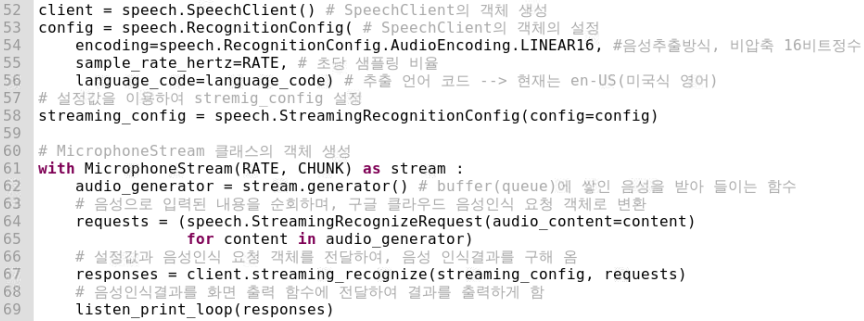 52 client = speech.SpeechClient() # SpeechClient의 객체 생성
53 config = speech.RecognitionConfig( # SpeechClient의 객체의 설정
54     encoding=speech.RecognitionConfig.AudioEncoding.LINEAR16, #음성추출방식, 비압축 16비트정수
55     sample_rate_hertz=RATE, # 초당 샘플링 비율
56     language_code=language_code) # 추출 언어 코드 --> 현재는 en-US(미국식 영어)
57 # 설정값을 이용하여 stremig_config 설정
58 streaming_config = speech.StreamingRecognitionConfig(config=config)
59
60 # MicrophoneStream 클래스의 객체 생성
61 with MicrophoneStream(RATE, CHUNK) as stream :
62     audio_generator = stream.generator() # buffer(queue)에 쌓인 음성을 받아 들이는 함수
63     # 음성으로 입력된 내용을 순회하며, 구글 클라우드 음성인식 요청 객체로 변환
64     requests = (speech.StreamingRecognizeRequest(audio_content=content)
65                 for content in audio_generator)
66     # 설정값과 음성인식 요청 객체를 전달하여, 음성 인식결과를 구해 옴
67     responses = client.streaming_recognize(streaming_config, requests)
68     # 음성인식결과를 화면 출력 함수에 전달하여 결과를 출력하게 함
69     listen_print_loop(responses)